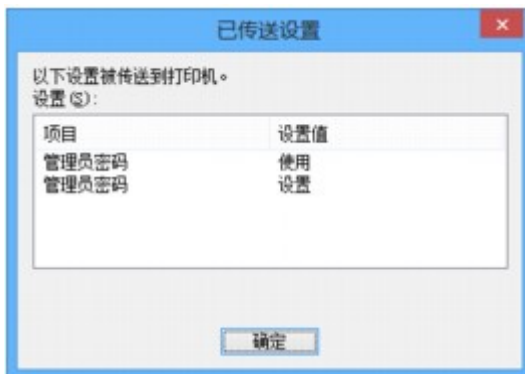 已传送设置
以下设置被传送到打印机。
设置(S):
项目 设置值
管理员密码 使用
管理员密码 设置
确定